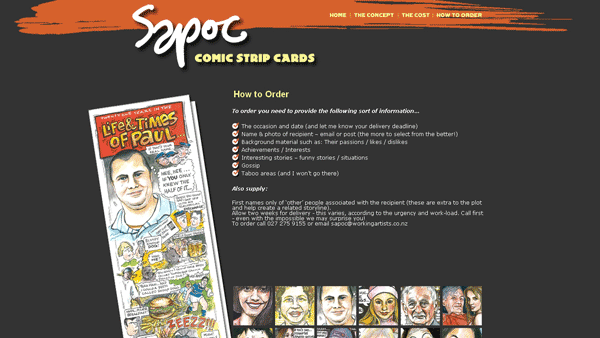 Sapoc
HOME : THE CONCEPT : THE COST : HOW TO ORDER
COMIC STRIP CARDS
How to Order
To order you need to provide the following sort of information...
The occasion and date (and let me know your delivery deadline)
Name & photo of recipient – email or post (the more to select from the better!)
Background material such as: Their passions / likes / dislikes
Achievements / Interests
Interesting stories – funny stories / situations
Gossip
Taboo areas (and I won't go there)
Also supply:
First names only of 'other' people associated with the recipient (these are extra to the plot
and help create a related storyline).
Allow two weeks for delivery - this varies, according to the urgency and work-load. Call first
- even with the impossible we may surprise you!
To order call 027 275 9155 or email sapoc@workingartists.co.nz
LIFE & TIMES
OF PAUL...
HEE, HEE,
... IF YOU ONLY
KNEW THE
HALF OF IT...!
ZEEZZ!!!